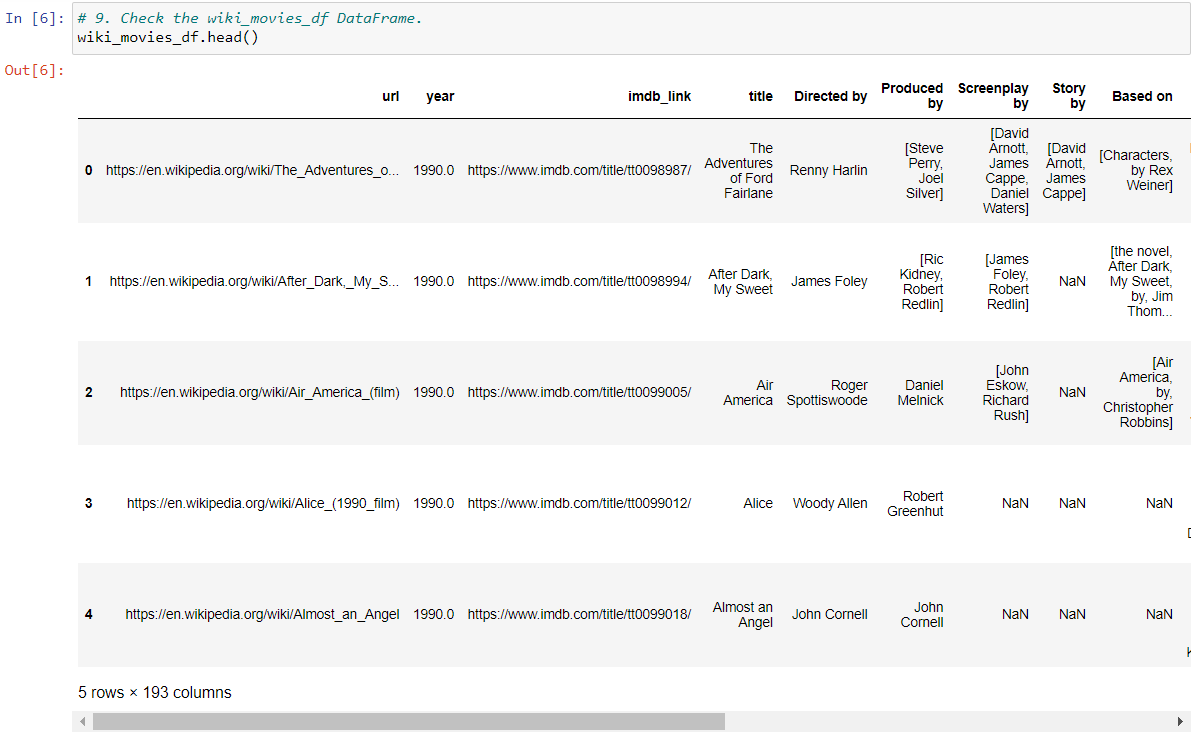 In [6]: # 9. Check the wiki_movies_df DataFrame.
wiki_movies_df.head()
Out[6]:
url year imdb_link title Directed by Produced by Screenplay by Story by Based on
0 https://en.wikipedia.org/wiki/The_Adventures_o... 1990.0 https://www.imdb.com/title/tt0098987/ The Adventures of Ford Fairlane Renny Harlin [Steve Perry, Joel Silver] [David Arnott, James Cappe, Daniel Waters] [David Arnott, James Cappe] [Characters, by Rex Weiner]
1 https://en.wikipedia.org/wiki/After_Dark,_My_S... 1990.0 https://www.imdb.com/title/tt0098994/ After Dark, My Sweet James Foley [Ric Kidney, Robert Redlin] [James Foley, Robert Redlin] NaN [the novel, After Dark, My Sweet, by, Jim Thom...
2 https://en.wikipedia.org/wiki/Air_America_(film) 1990.0 https://www.imdb.com/title/tt0099005/ Air America Roger Spottiswoode Daniel Melnick [John Eskow, Richard Rush] NaN [Air America, by, Christopher Robbins]
3 https://en.wikipedia.org/wiki/Alice_(1990_film) 1990.0 https://www.imdb.com/title/tt0099012/ Alice Woody Allen Robert Greenhut NaN NaN NaN
4 https://en.wikipedia.org/wiki/Almost_an_Angel 1990.0 https://www.imdb.com/title/tt0099018/ Almost an Angel John Cornell John Cornell NaN NaN NaN
5 rows × 193 columns